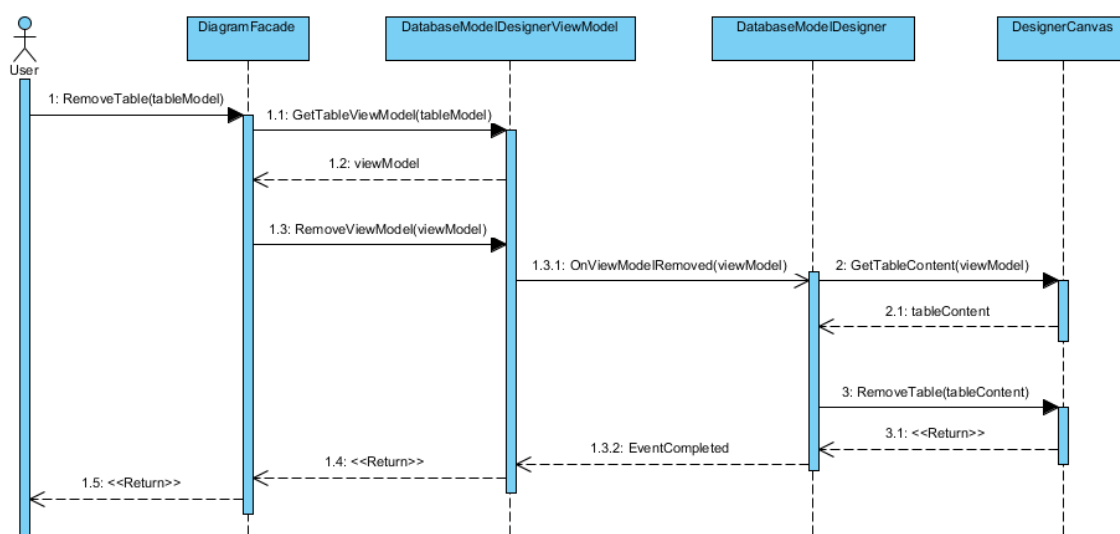 DiagramFacade
DatabaseModelDesignerViewModel
DatabaseModelDesigner
DesignerCanvas
User
1: RemoveTable(tableModel)
1.1: GetTableViewModel(tableModel)
1.2: viewModel
1.3: RemoveViewModel(viewModel)
1.3.1: OnViewModelRemoved(viewModel)
2: GetTableContent(viewModel)
2.1: tableContent
3: RemoveTable(tableContent)
3.1: <<Return>>
1.3.2: EventCompleted
1.4: <<Return>>
1.5: <<Return>>